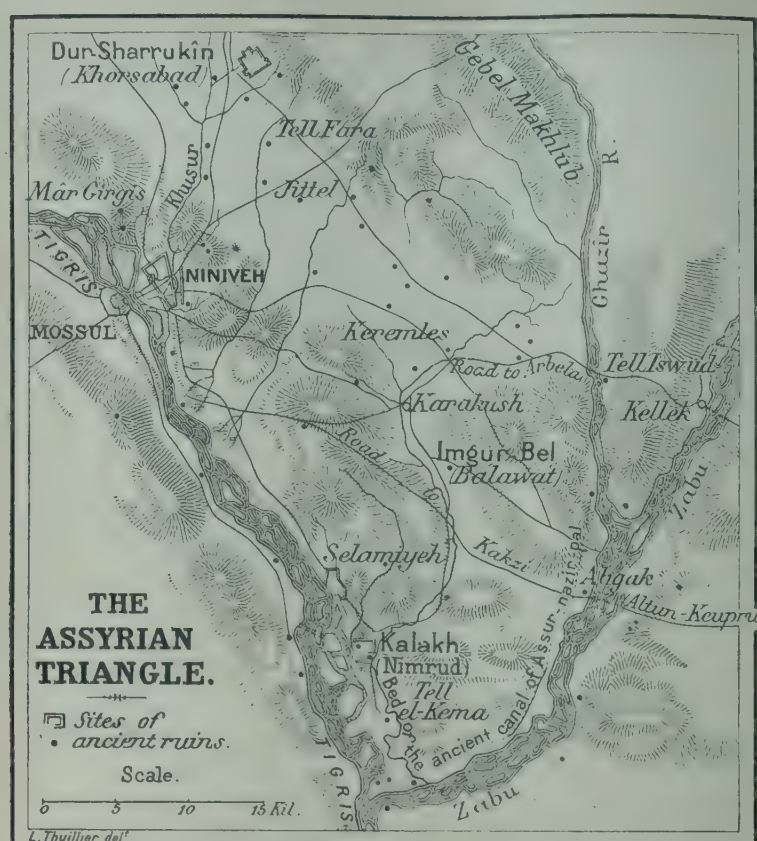 Dur-Sharrukîn
(Khorsabad)
Gebel Makhlub
Tell Fara
Khusur
Jittel
Mâr Girgis
Ghazîr R.
TIGRIS
NINIVEH
MOSSUL
Keremles
Road to Arbela
Tell Iswud
Karakush
Kellek
Imgur-Bel
(Balawat)
Road to
Kakzi
Zabu
Selamiyeh
Abgak
Altun-Keupru
THE
ASSYRIAN
TRIANGLE.
Kalakh
(Nimrud)
Tell
el-Kema
Bed of the ancient canal of Assur-nazir-pal
Sites of
ancient ruins.
Scale.
0 5 10 15 Kil.
TIGRIS
Zabu
L. Thuillier delt